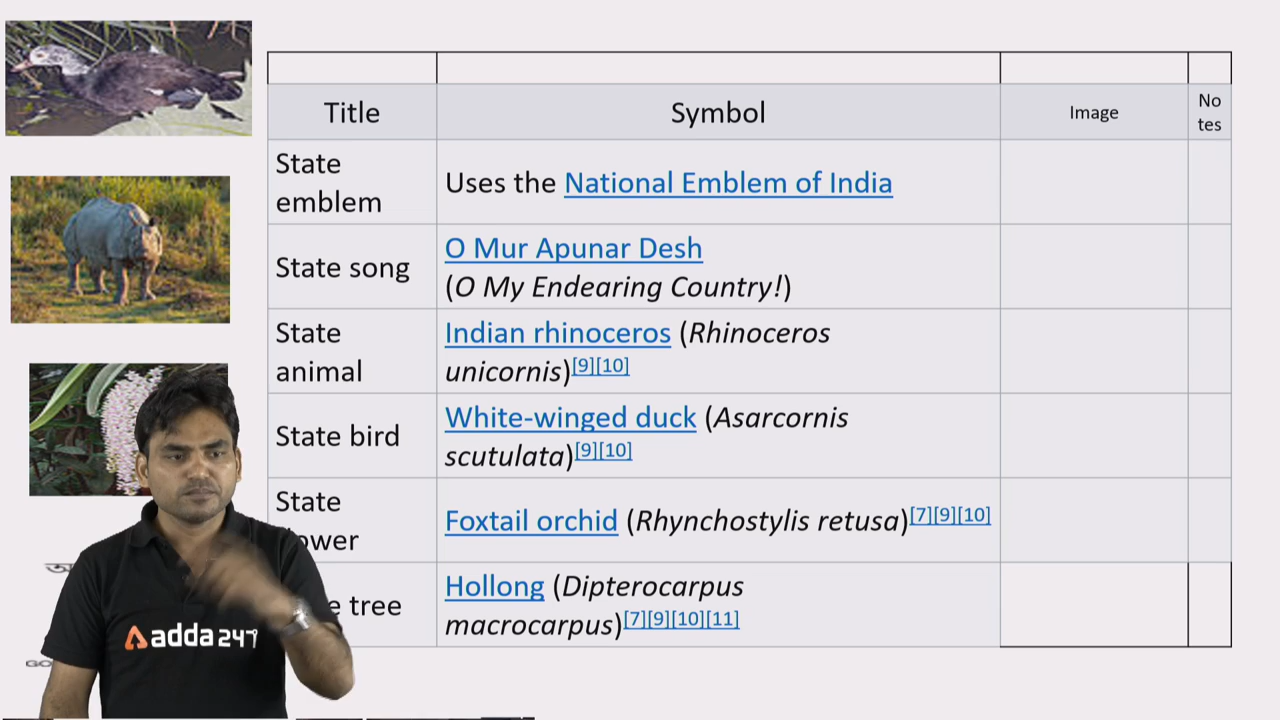 Title
Symbol
Image
No
tes
State
emblem
Uses the National Emblem of India
State song
O Mur Apunar Desh
(O My Endearing Country!)
State
animal
Indian rhinoceros (Rhinoceros
unicornis)[9][10]
State bird
White-winged duck (Asarcornis
scutulata)[9][10]
State
Foxtail orchid (Rhynchostylis retusa)[7][9][10]
tree
Hollong (Dipterocarpus
macrocarpus)[7][9][10][11]
adda 247